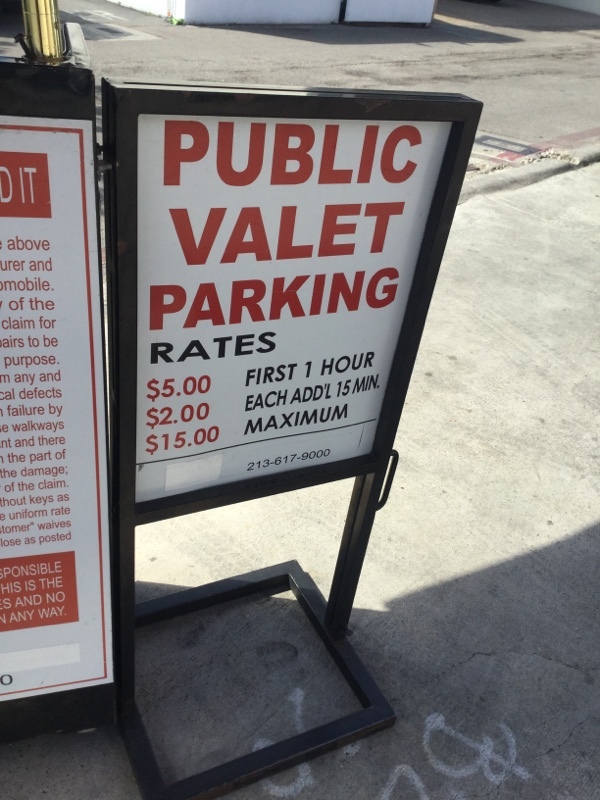 D IT
above
urer and
omobile.
of the
claim for
airs to be
purpose.
m any and
cal defects
failure by
se walkways
nt and there
the part of
the damage;
of the claim.
thout keys as
e uniform rate
stomer" waives
lose as posted
SPONSIBLE
HIS IS THE
ES AND NO
N ANY WAY.
PUBLIC
VALET
PARKING
RATES
$5.00 FIRST 1 HOUR
$2.00 EACH ADD'L 15 MIN.
$15.00 MAXIMUM
213-617-9000